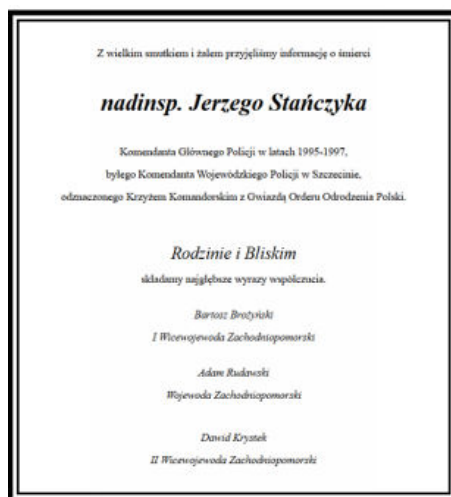 Z wielkim smutkiem i żalem przyjęliśmy informację o śmierci
nadinsp. Jerzego Stańczyka
Komendanta Głównego Policji w latach 1995-1997,
byłego Komendanta Wojewódzkiego Policji w Szczecinie,
odznaczonego Krzyżem Komandorskim z Gwiazdą Orderu Odrodzenia Polski.
Rodzinie i Bliskim
składamy najgłębsze wyrazy współczucia.
Bartosz Brożyński
I Wicewojewoda Zachodniopomorski
Adam Rudawski
Wojewoda Zachodniopomorski
Dawid Krystek
II Wicewojewoda Zachodniopomorski